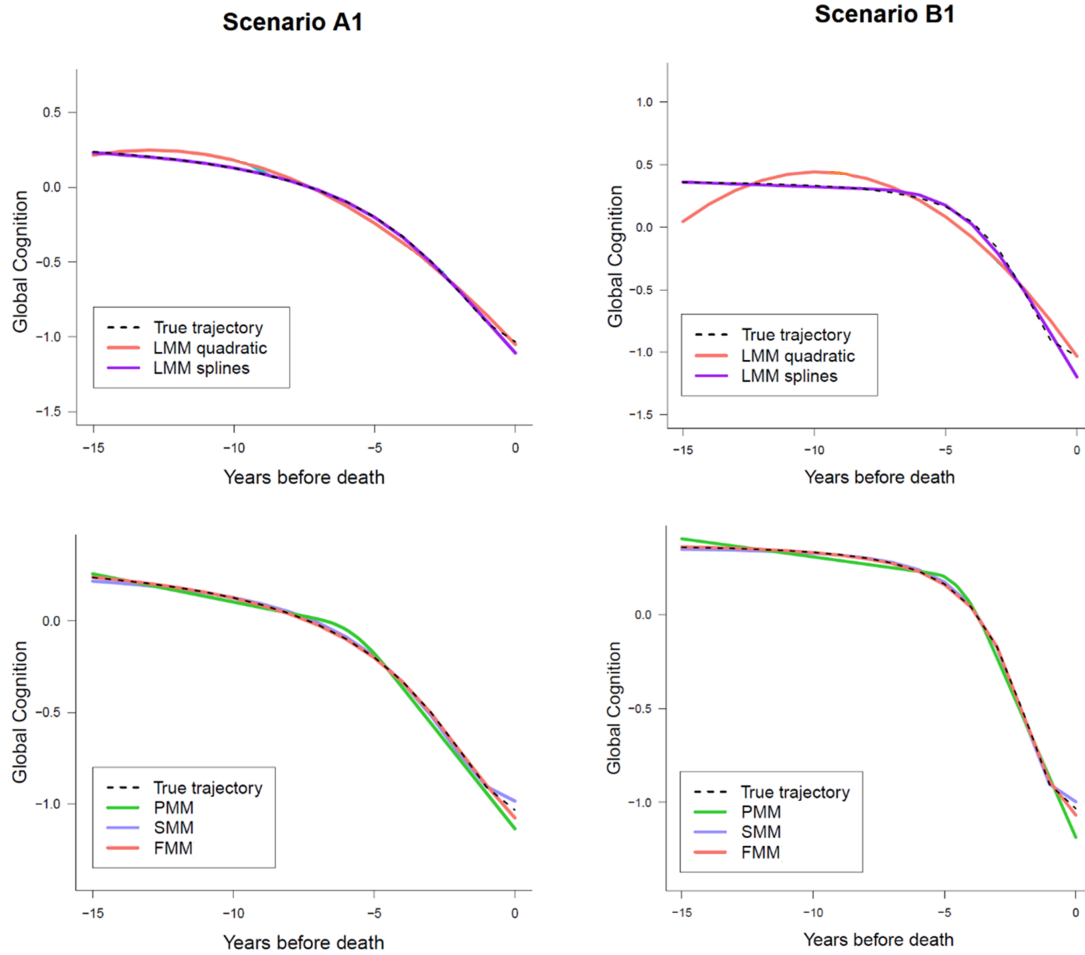 Scenario A1
Scenario B1
Global Cognition
0.5
0.0
−0.5
−1.0
−1.5
True trajectory
LMM quadratic
LMM splines
−15
−10
−5
0
Years before death
Global Cognition
1.0
0.5
0.0
−0.5
−1.0
−1.5
True trajectory
LMM quadratic
LMM splines
−15
−10
−5
0
Years before death
Global Cognition
0.0
−0.5
−1.0
True trajectory
PMM
SMM
FMM
−15
−10
−5
0
Years before death
Global Cognition
0.0
−0.5
−1.0
True trajectory
PMM
SMM
FMM
−15
−10
−5
0
Years before death